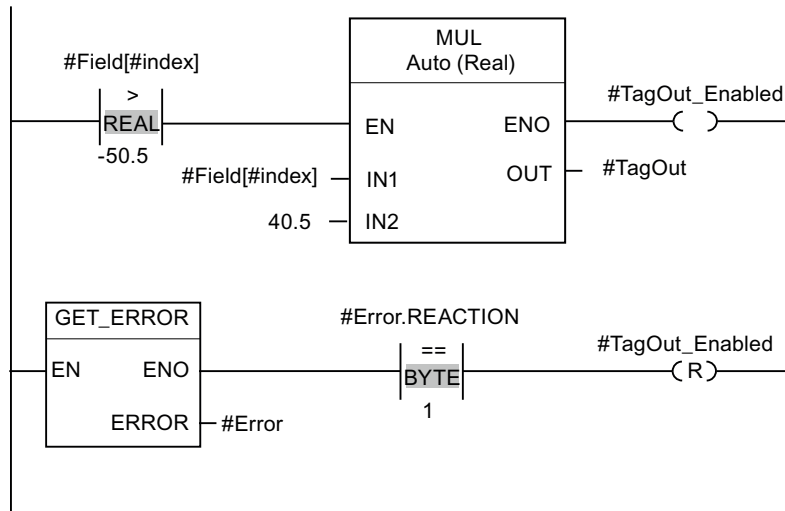 #Field[#index]
>
REAL
-50.5
MUL
Auto (Real)
EN
ENO
#TagOut_Enabled
( )
#Field[#index]
IN1
OUT
#TagOut
40.5
IN2
GET_ERROR
EN
ENO
ERROR
#Error
#Error.REACTION
==
BYTE
1
#TagOut_Enabled
(R)